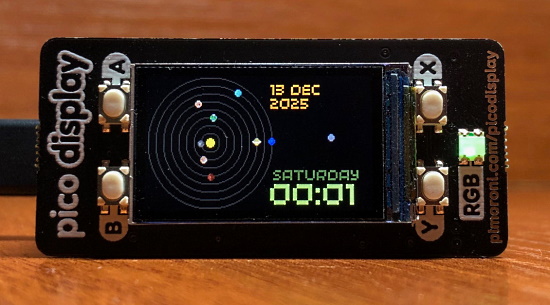 pico display
A
B
13 DEC
2025
SATURDAY
00:01
X
Y
RGB
pimoroni.com/picodisplay